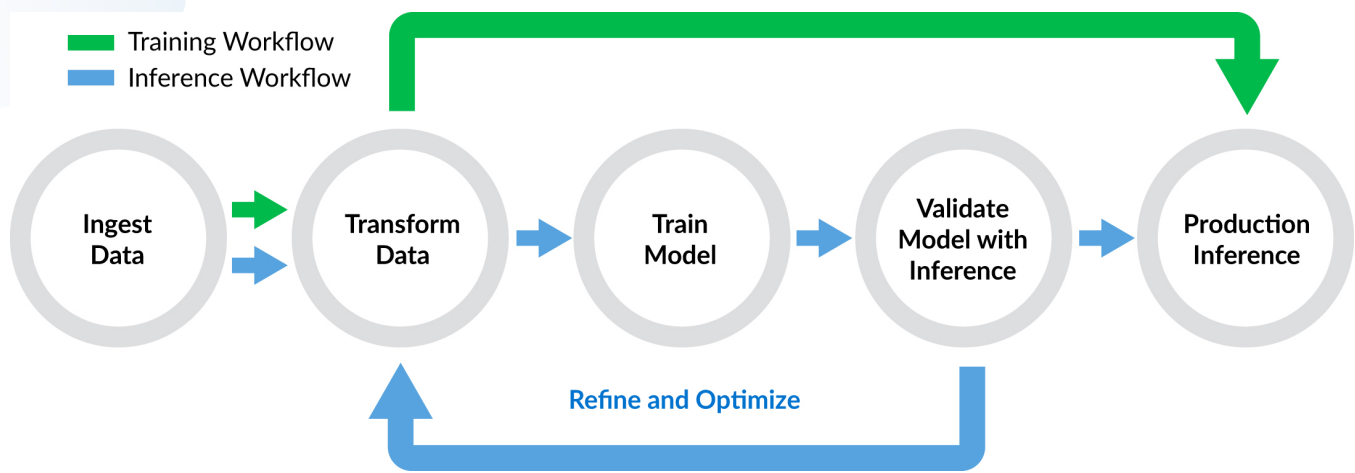 Training Workflow
Inference Workflow
Ingest
Data
Transform
Data
Train
Model
Validate
Model with
Inference
Production
Inference
Refine and Optimize